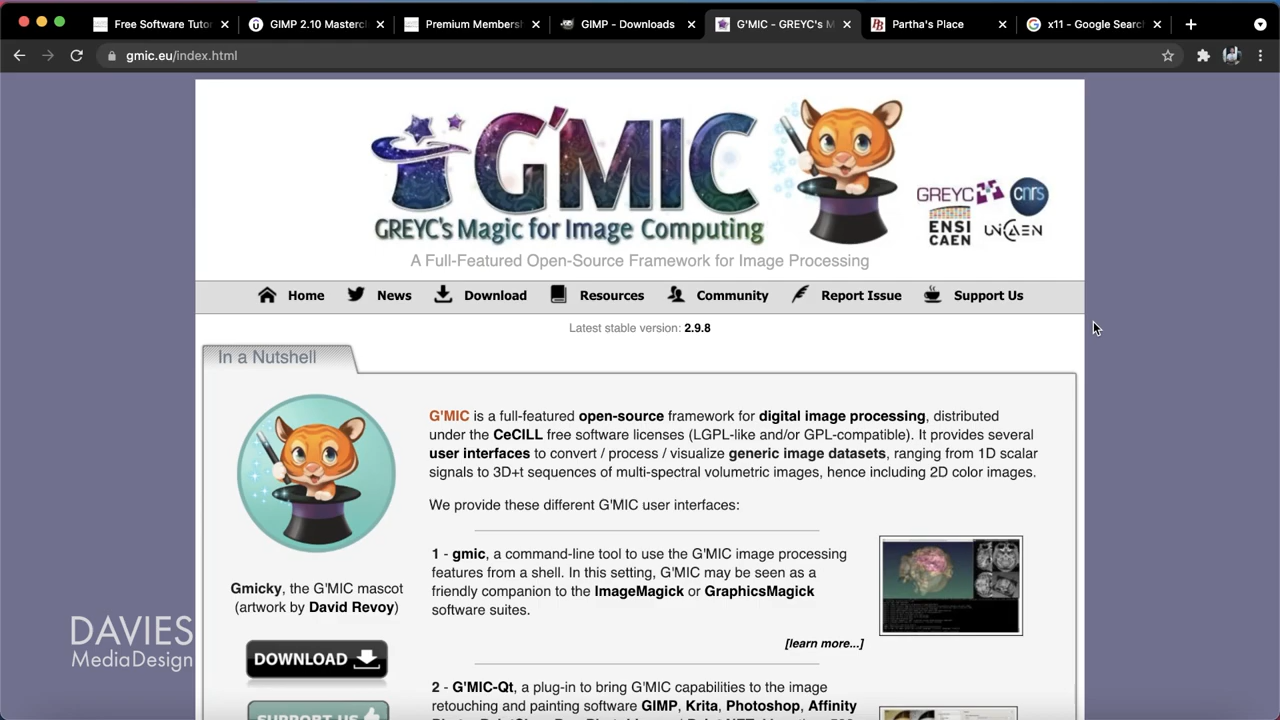 Free Software Tutor
GIMP 2.10 Mastercl
Premium Membersh
GIMP - Downloads
G'MIC - GREYC's M
Partha's Place
x11 - Google Searc
gmic.eu/index.html
G'MIC
GREYC's Magic for Image Computing
GREYC
cnrs
ENSI
CAEN
UNICAEN
A Full-Featured Open-Source Framework for Image Processing
Home
News
Download
Resources
Community
Report Issue
Support Us
Latest stable version: 2.9.8
In a Nutshell
G'MIC is a full-featured open-source framework for digital image processing, distributed
under the CeCILL free software licenses (LGPL-like and/or GPL-compatible). It provides several
user interfaces to convert / process / visualize generic image datasets, ranging from 1D scalar
signals to 3D+t sequences of multi-spectral volumetric images, hence including 2D color images.
We provide these different G'MIC user interfaces:
1 - gmic, a command-line tool to use the G'MIC image processing
features from a shell. In this setting, G'MIC may be seen as a
friendly companion to the ImageMagick or GraphicsMagick
software suites.
[learn more...]
Gmicky, the G'MIC mascot
(artwork by David Revoy)
DOWNLOAD
SUPPORT US
2 - G'MIC-Qt, a plug-in to bring G'MIC capabilities to the image
retouching and painting software GIMP, Krita, Photoshop, Affinity
DAVIES
MediaDesign